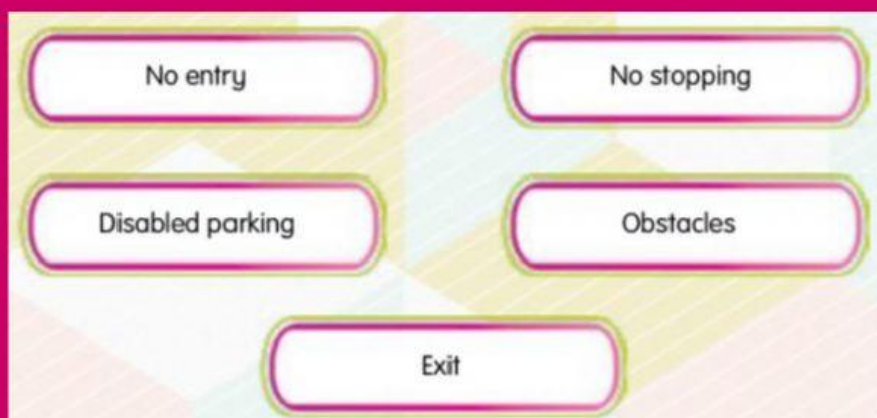 No entry
No stopping
Disabled parking
Obstacles
Exit